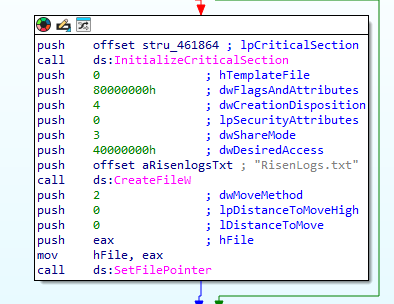 push    offset stru_461864 ; lpCriticalSection
call    ds:InitializeCriticalSection
push    0               ; hTemplateFile
push    80000000h       ; dwFlagsAndAttributes
push    4               ; dwCreationDisposition
push    0               ; lpSecurityAttributes
push    3               ; dwShareMode
push    40000000h       ; dwDesiredAccess
push    offset aRisenlogsTxt ; "RisenLogs.txt"
call    ds:CreateFileW
push    2               ; dwMoveMethod
push    0               ; lpDistanceToMoveHigh
push    0               ; lDistanceToMove
push    eax             ; hFile
mov     hFile, eax
call    ds:SetFilePointer